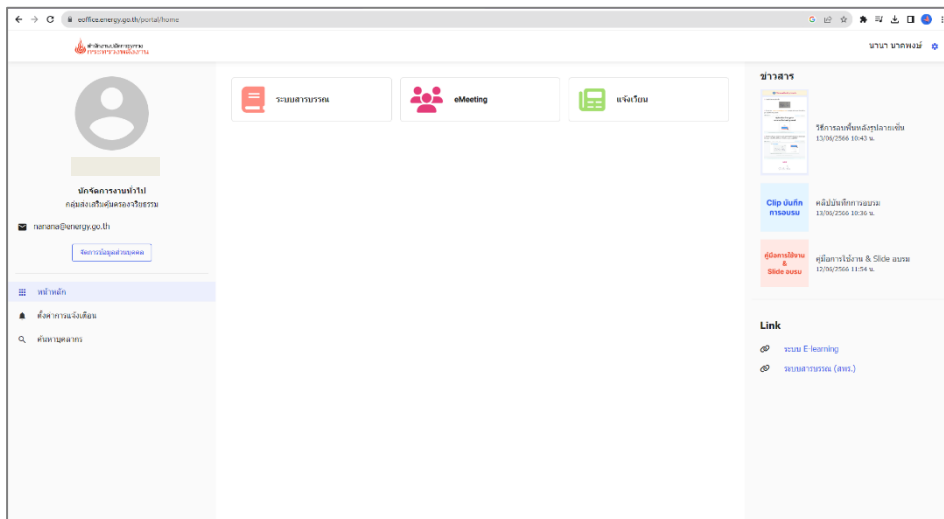 eoffice.energy.go.th/portal/home
สำนักงานปลัดกระทรวง
กระทรวงพลังงาน
นานา นาคพงษ์
นักจัดการงานทั่วไป
กลุ่มส่งเสริมคุ้มครองจริยธรรม
nanana@energy.go.th
จัดการข้อมูลส่วนบุคคล
หน้าหลัก
ตั้งค่าการแจ้งเตือน
ค้นหาบุคลากร
ระบบสารบรรณ
eMeeting
แจ้งเวียน
ข่าวสาร
วิธีการลบพื้นหลังรูปลายเซ็น
13/06/2566 10:43 น.
Clip บันทึก
การอบรม
คลิปบันทึกการอบรม
13/06/2566 10:36 น.
คู่มือการใช้งาน
&
Slide อบรม
คู่มือการใช้งาน & Slide อบรม
12/06/2566 11:54 น.
Link
ระบบ E-learning
ระบบสารบรรณ (สพร.)